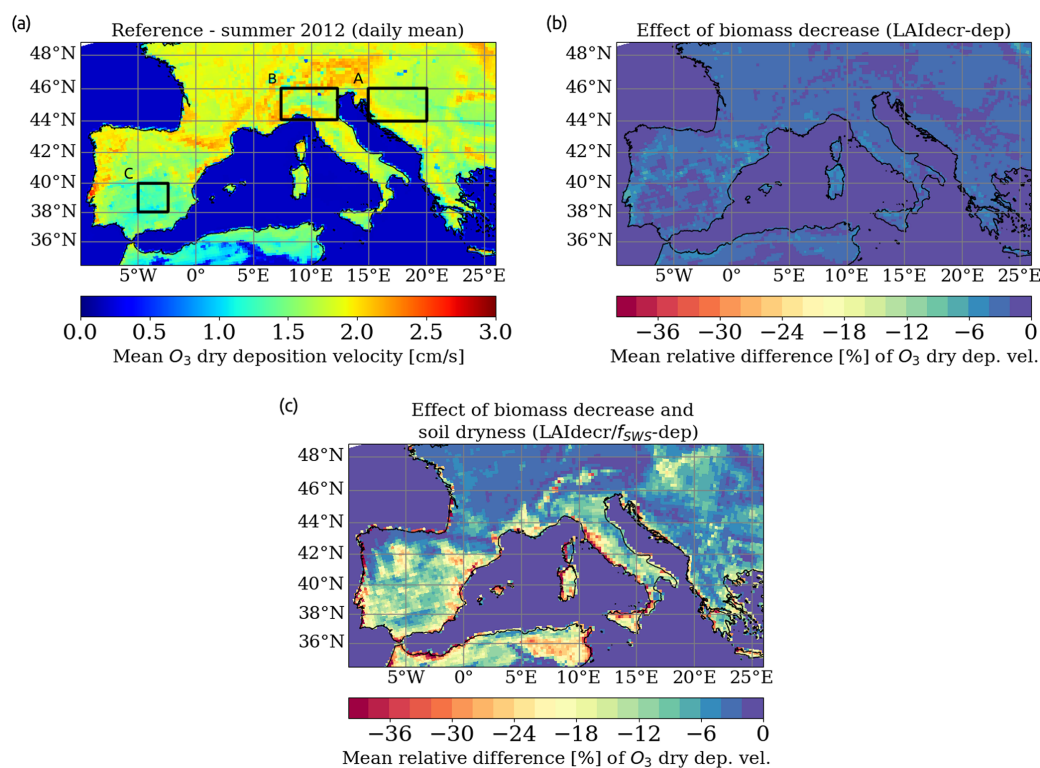 (a)
Reference - summer 2012 (daily mean)
48°N
46°N
44°N
42°N
40°N
38°N
36°N
B
A
C
5°W 0° 5°E 10°E 15°E 20°E
0.0 0.5 1.0 1.5 2.0 2.5 3.0
Mean O₃ dry deposition velocity [cm/s]
(b)
Effect of biomass decrease (LAIdecr-dep)
48°N
46°N
44°N
42°N
40°N
38°N
36°N
5°W 0° 5°E 10°E 15°E 20°E 25°E
−36 −30 −24 −18 −12 −6 0
Mean relative difference [%] of O₃ dry dep. vel.
(c)
Effect of biomass decrease and
soil dryness (LAIdecr/f_SWS-dep)
48°N
46°N
44°N
42°N
40°N
38°N
36°N
5°W 0° 5°E 10°E 15°E 20°E 25°E
−36 −30 −24 −18 −12 −6 0
Mean relative difference [%] of O₃ dry dep. vel.